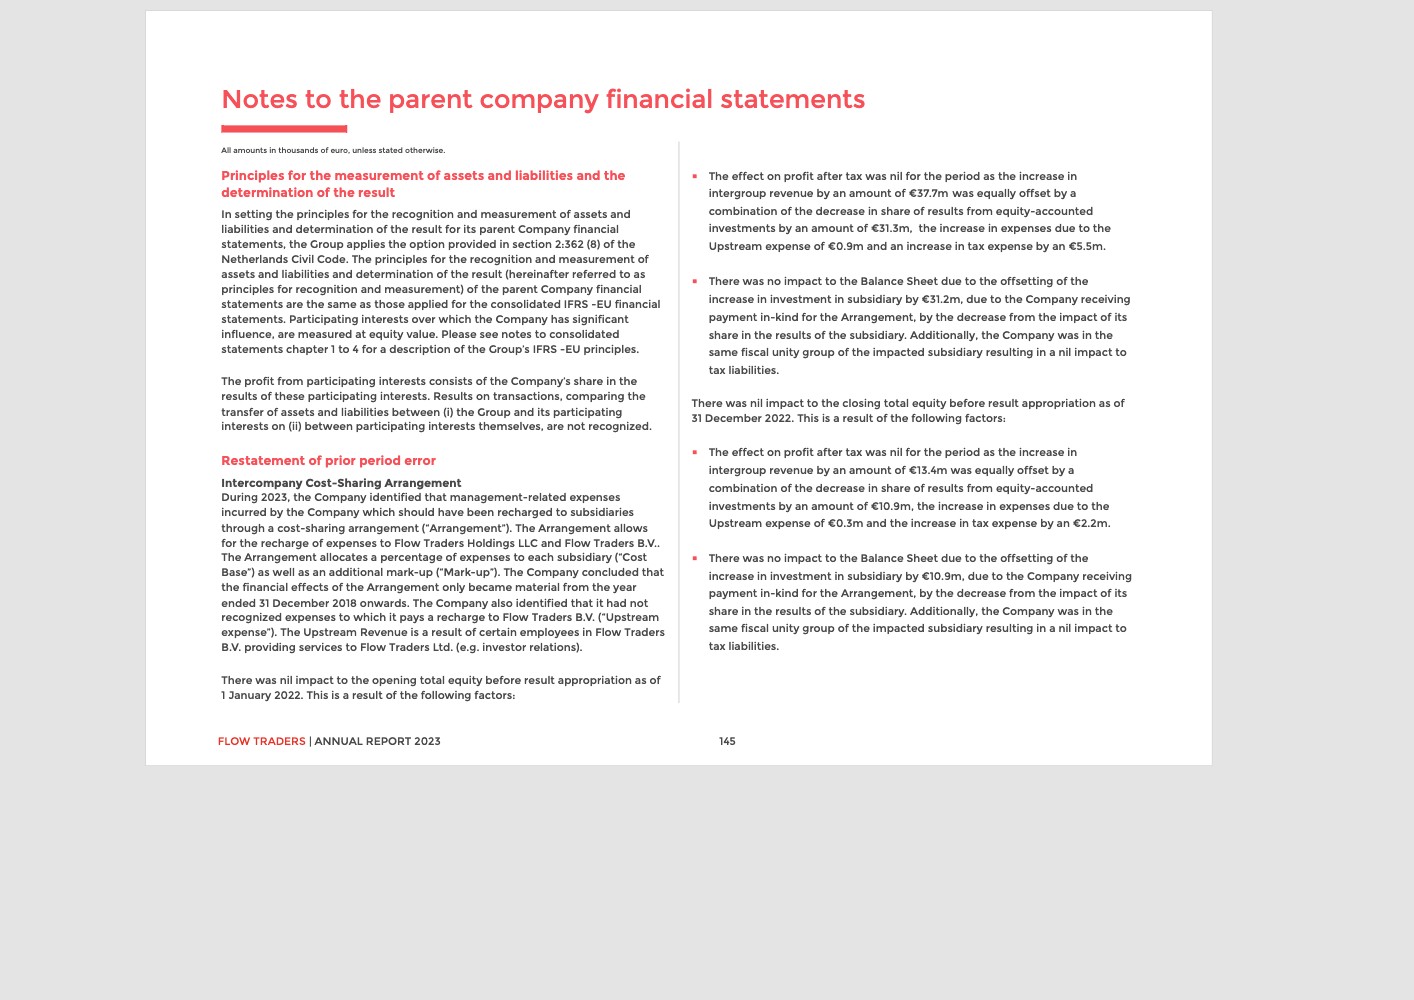 Notes to the parent company financial statements
All amounts in thousands of euro, unless stated otherwise.
Principles for the measurement of assets and liabilities and the
determination of the result
In setting the principles for the recognition and measurement of assets and
liabilities and determination of the result for its parent Company financial
statements, the Group applies the option provided in section 2:362 (8) of the
Netherlands Civil Code. The principles for the recognition and measurement of
assets and liabilities and determination of the result (hereinafter referred to as
principles for recognition and measurement) of the parent Company financial
statements are the same as those applied for the consolidated IFRS -EU financial
statements. Participating interests over which the Company has significant
influence, are measured at equity value. Please see notes to consolidated
statements chapter 1 to 4 for a description of the Group's IFRS -EU principles.
The profit from participating interests consists of the Company's share in the
results of these participating interests. Results on transactions, comparing the
transfer of assets and liabilities between (i) the Group and its participating
interests on (ii) between participating interests themselves, are not recognized.
Restatement of prior period error
Intercompany Cost-Sharing Arrangement
During 2023, the Company identified that management-related expenses
incurred by the Company which should have been recharged to subsidiaries
through a cost-sharing arrangement ("Arrangement"). The Arrangement allows
for the recharge of expenses to Flow Traders Holdings LLC and Flow Traders B.V..
The Arrangement allocates a percentage of expenses to each subsidiary ("Cost
Base") as well as an additional mark-up ("Mark-up"). The Company concluded that
the financial effects of the Arrangement only became material from the year
ended 31 December 2018 onwards. The Company also identified that it had not
recognized expenses to which it pays a recharge to Flow Traders B.V. ("Upstream
expense"). The Upstream Revenue is a result of certain employees in Flow Traders
B.V. providing services to Flow Traders Ltd. (e.g. investor relations).
There was nil impact to the opening total equity before result appropriation as of
1 January 2022. This is a result of the following factors:
▪ The effect on profit after tax was nil for the period as the increase in
intergroup revenue by an amount of €37.7m was equally offset by a
combination of the decrease in share of results from equity-accounted
investments by an amount of €31.3m,  the increase in expenses due to the
Upstream expense of €0.9m and an increase in tax expense by an €5.5m.
▪ There was no impact to the Balance Sheet due to the offsetting of the
increase in investment in subsidiary by €31.2m, due to the Company receiving
payment in-kind for the Arrangement, by the decrease from the impact of its
share in the results of the subsidiary. Additionally, the Company was in the
same fiscal unity group of the impacted subsidiary resulting in a nil impact to
tax liabilities.
There was nil impact to the closing total equity before result appropriation as of
31 December 2022. This is a result of the following factors:
▪ The effect on profit after tax was nil for the period as the increase in
intergroup revenue by an amount of €13.4m was equally offset by a
combination of the decrease in share of results from equity-accounted
investments by an amount of €10.9m, the increase in expenses due to the
Upstream expense of €0.3m and the increase in tax expense by an €2.2m.
▪ There was no impact to the Balance Sheet due to the offsetting of the
increase in investment in subsidiary by €10.9m, due to the Company receiving
payment in-kind for the Arrangement, by the decrease from the impact of its
share in the results of the subsidiary. Additionally, the Company was in the
same fiscal unity group of the impacted subsidiary resulting in a nil impact to
tax liabilities.
FLOW TRADERS | ANNUAL REPORT 2023
145